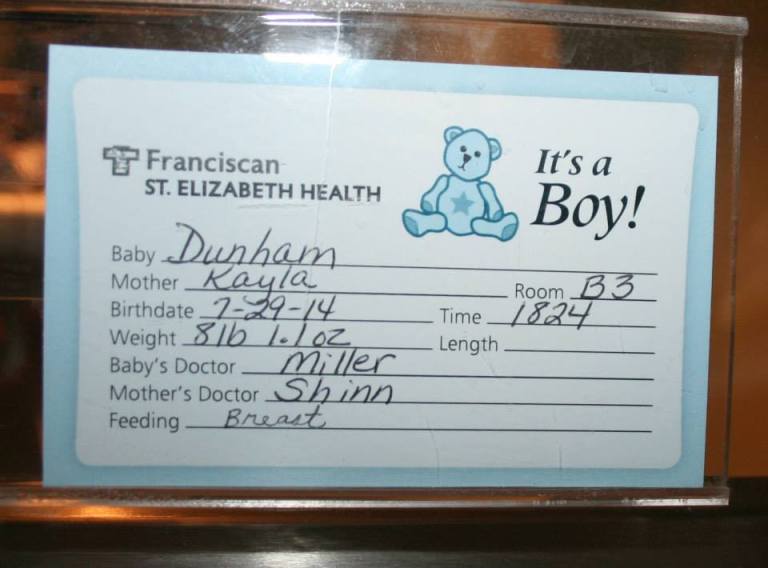 Franciscan
ST. ELIZABETH HEALTH
It's a
Boy!
Baby Dunham
Mother Kayla Room B3
Birthdate 7-29-14 Time 1824
Weight 8lb 1.1oz Length
Baby's Doctor Miller
Mother's Doctor Shinn
Feeding Breast